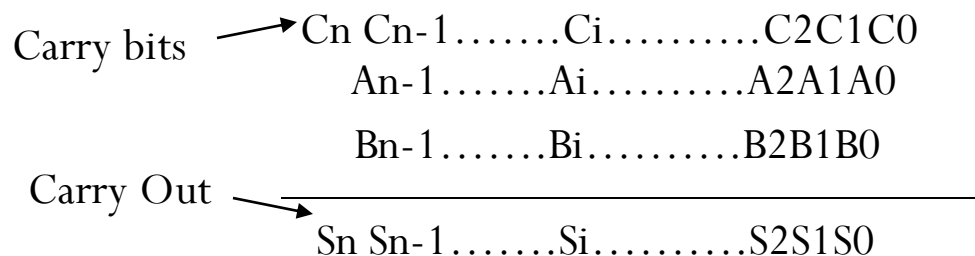 Carry bits
Cn Cn-1.......Ci..........C2C1C0
An-1.......Ai..........A2A1A0
Bn-1.......Bi..........B2B1B0
Carry Out
Sn Sn-1.......Si..........S2S1S0